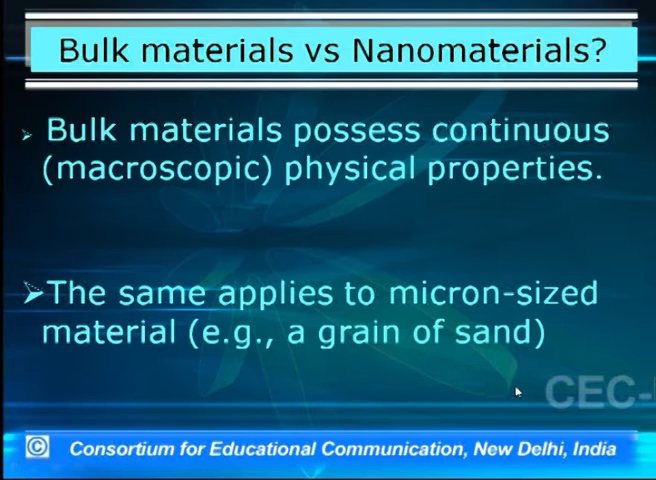 Bulk materials vs Nanomaterials?
➢ Bulk materials possess continuous
(macroscopic) physical properties.
➢The same applies to micron-sized
material (e.g., a grain of sand)
CEC-
© Consortium for Educational Communication, New Delhi, India